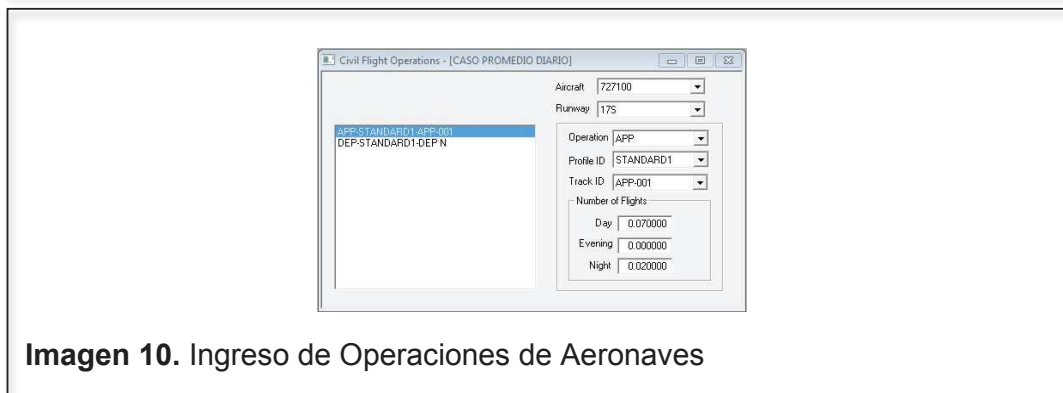 Civil Flight Operations - [CASO PROMEDIO DIARIO]
Aircraft 727100
Runway 17S
APP-STANDARD1-APP-001
DEP-STANDARD1-DEP N
Operation APP
Profile ID STANDARD1
Track ID APP-001
Number of Flights
Day 0.070000
Evening 0.000000
Night 0.020000
Imagen 10. Ingreso de Operaciones de Aeronaves